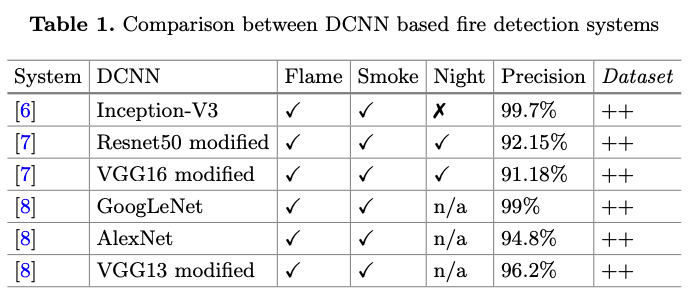 Table 1. Comparison between DCNN based fire detection systems
System DCNN Flame Smoke Night Precision Dataset
[6] Inception-V3 ✓ ✓ ✗ 99.7% ++
[7] Resnet50 modified ✓ ✓ ✓ 92.15% ++
[7] VGG16 modified ✓ ✓ ✓ 91.18% ++
[8] GoogLeNet ✓ ✓ n/a 99% ++
[8] AlexNet ✓ ✓ n/a 94.8% ++
[8] VGG13 modified ✓ ✓ n/a 96.2% ++